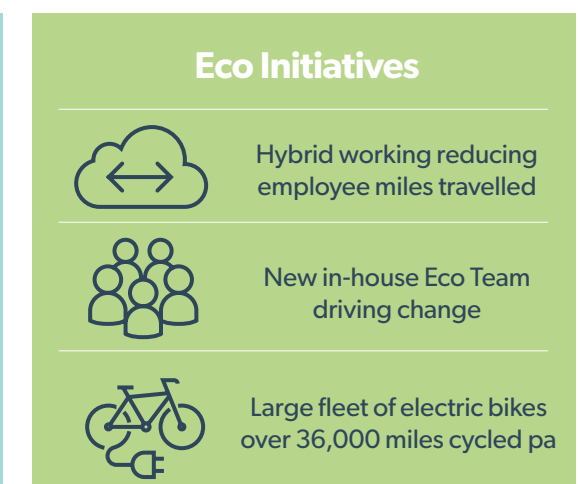 Eco Initiatives
Hybrid working reducing
employee miles travelled
New in-house Eco Team
driving change
Large fleet of electric bikes
over 36,000 miles cycled pa